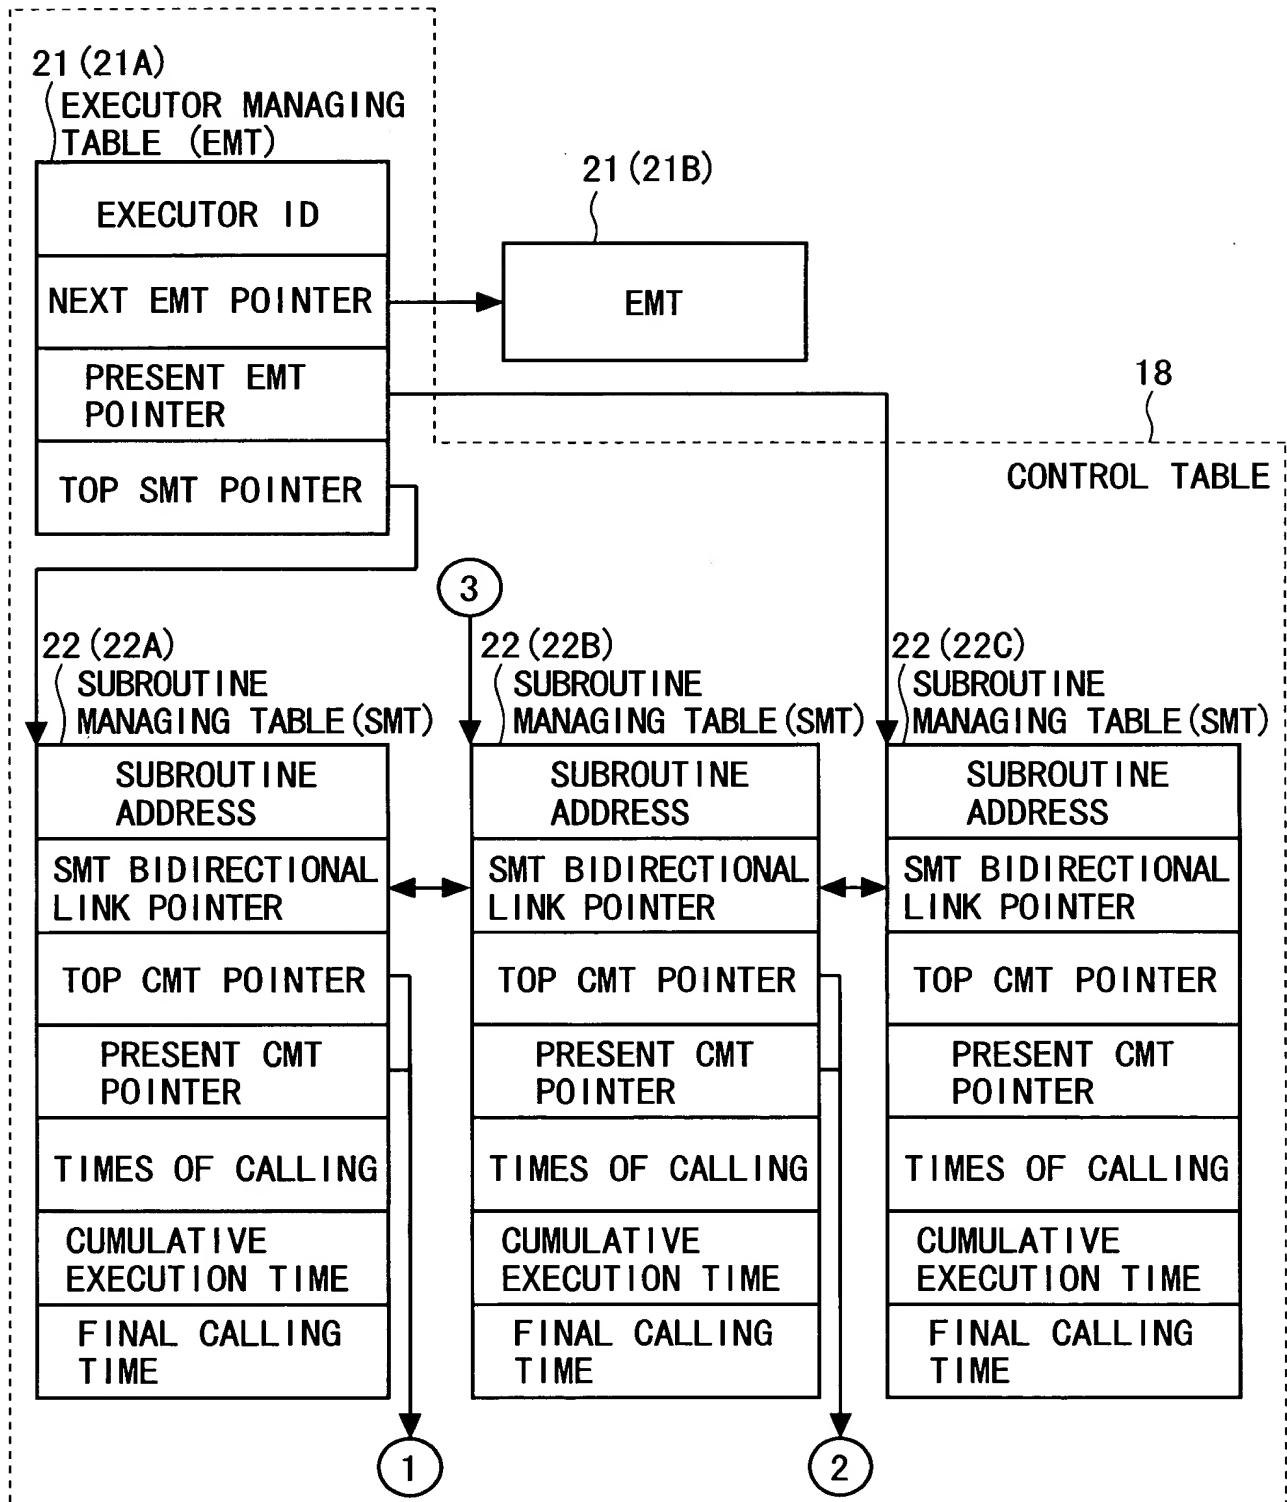 21(21A)
EXECUTOR MANAGING
TABLE (EMT)
EXECUTOR ID
NEXT EMT POINTER
PRESENT EMT
POINTER
TOP SMT POINTER
21(21B)
EMT
18
CONTROL TABLE
3
22(22A)
SUBROUTINE
MANAGING TABLE(SMT)
SUBROUTINE
ADDRESS
SMT BIDIRECTIONAL
LINK POINTER
TOP CMT POINTER
PRESENT CMT
POINTER
TIMES OF CALLING
CUMULATIVE
EXECUTION TIME
FINAL CALLING
TIME
1
22(22B)
SUBROUTINE
MANAGING TABLE(SMT)
SUBROUTINE
ADDRESS
SMT BIDIRECTIONAL
LINK POINTER
TOP CMT POINTER
PRESENT CMT
POINTER
TIMES OF CALLING
CUMULATIVE
EXECUTION TIME
FINAL CALLING
TIME
2
22(22C)
SUBROUTINE
MANAGING TABLE(SMT)
SUBROUTINE
ADDRESS
SMT BIDIRECTIONAL
LINK POINTER
TOP CMT POINTER
PRESENT CMT
POINTER
TIMES OF CALLING
CUMULATIVE
EXECUTION TIME
FINAL CALLING
TIME